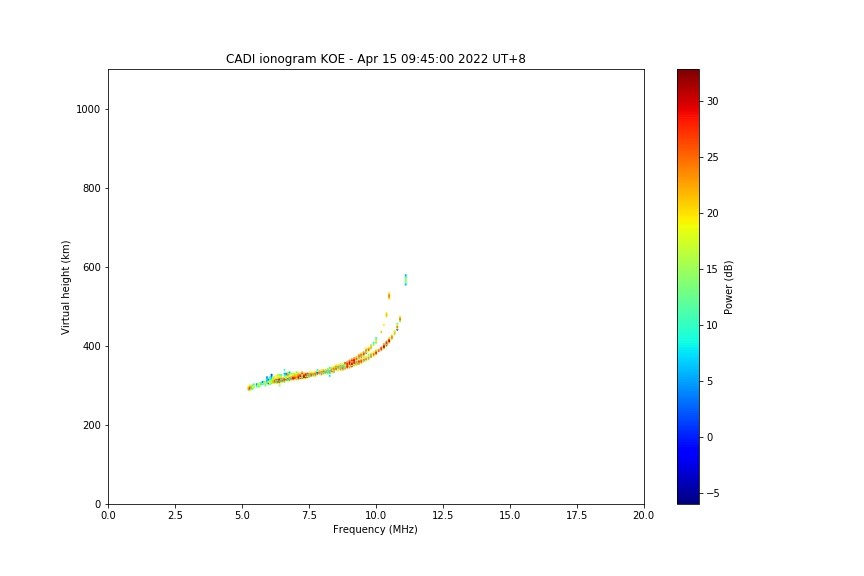 CADI ionogram KOE - Apr 15 09:45:00 2022 UT+8
1000
800
600
400
200
0
Virtual height (km)
0.0 2.5 5.0 7.5 10.0 12.5 15.0 17.5 20.0
Frequency (MHz)
30
25
20
15
10
5
0
−5
Power (dB)